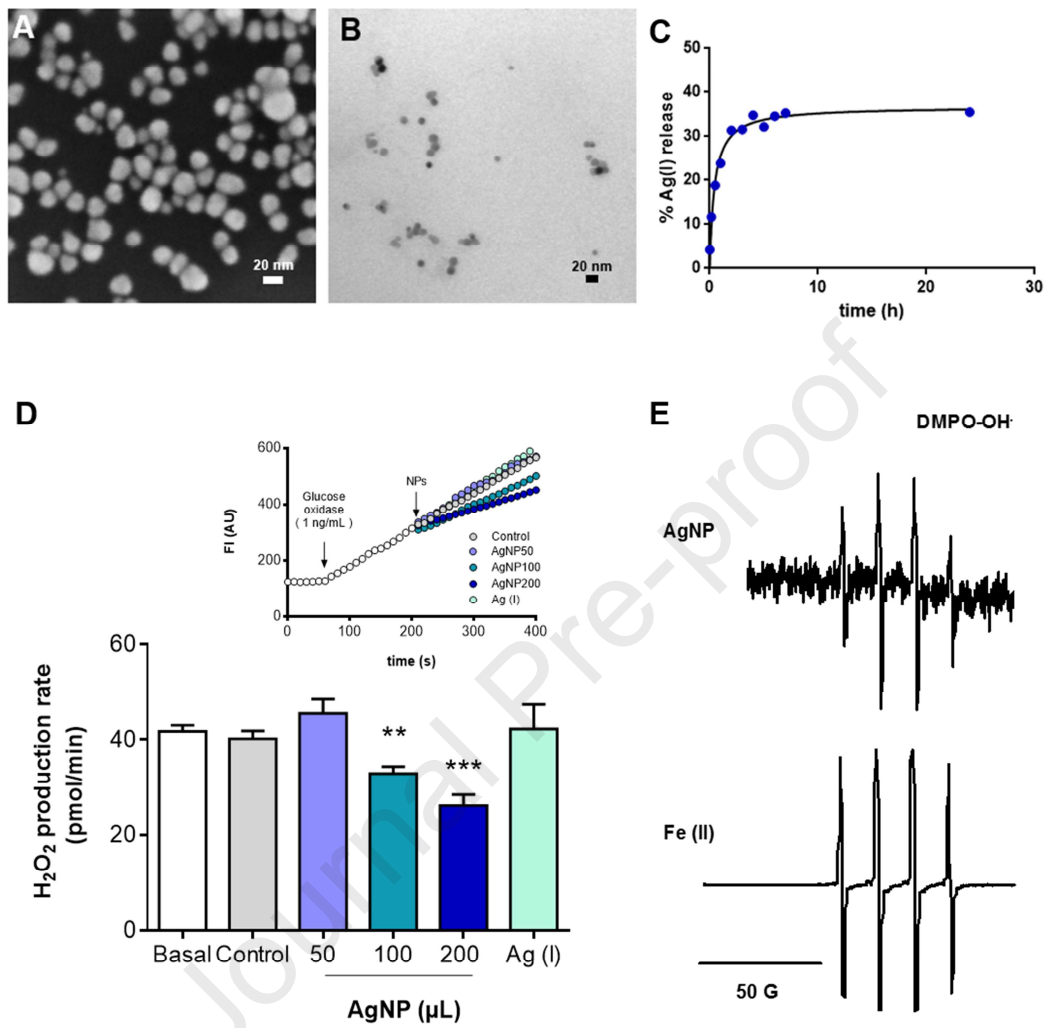 A
20 nm
B
20 nm
C
50
40
30
20
10
0
% Ag(I) release
0 10 20 30
time (h)
D
600
400
200
0
FI (AU)
Glucose
oxidase
( 1 ng/mL )
NPs
Control
AgNP50
AgNP100
AgNP200
Ag (I)
0 100 200 300 400
time (s)
60
40
20
0
H₂O₂ production rate
(pmol/min)
**
***
Basal Control 50 100 200 Ag (I)
AgNP (µL)
E
DMPO-OH·
AgNP
Fe (II)
50 G
Journal Pre-proof